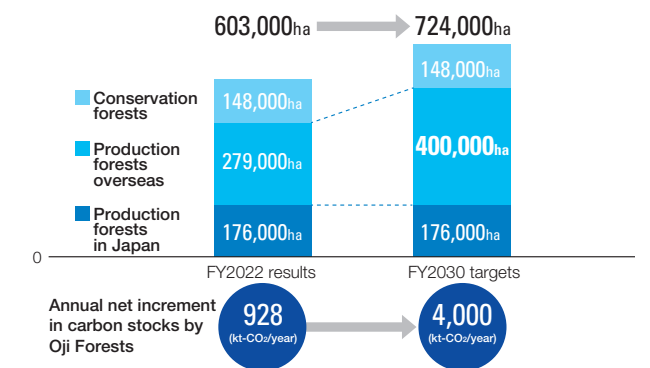 603,000ha
724,000ha
Conservation
forests
148,000ha
148,000ha
Production
forests
overseas
279,000ha
400,000ha
Production
forests
in Japan
176,000ha
176,000ha
0
FY2022 results
FY2030 targets
Annual net increment
in carbon stocks by
Oji Forests
928
(kt-CO₂/year)
4,000
(kt-CO₂/year)